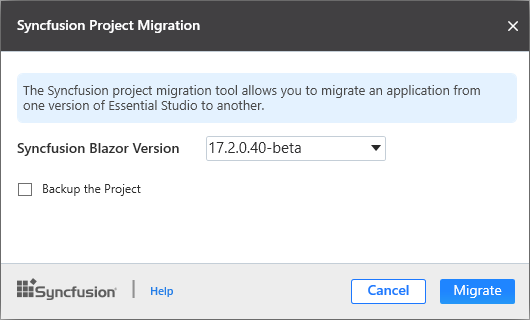 Syncfusion Project Migration
The Syncfusion project migration tool allows you to migrate an application from
one version of Essential Studio to another.
Syncfusion Blazor Version 17.2.0.40-beta
Backup the Project
Syncfusion | Help Cancel Migrate